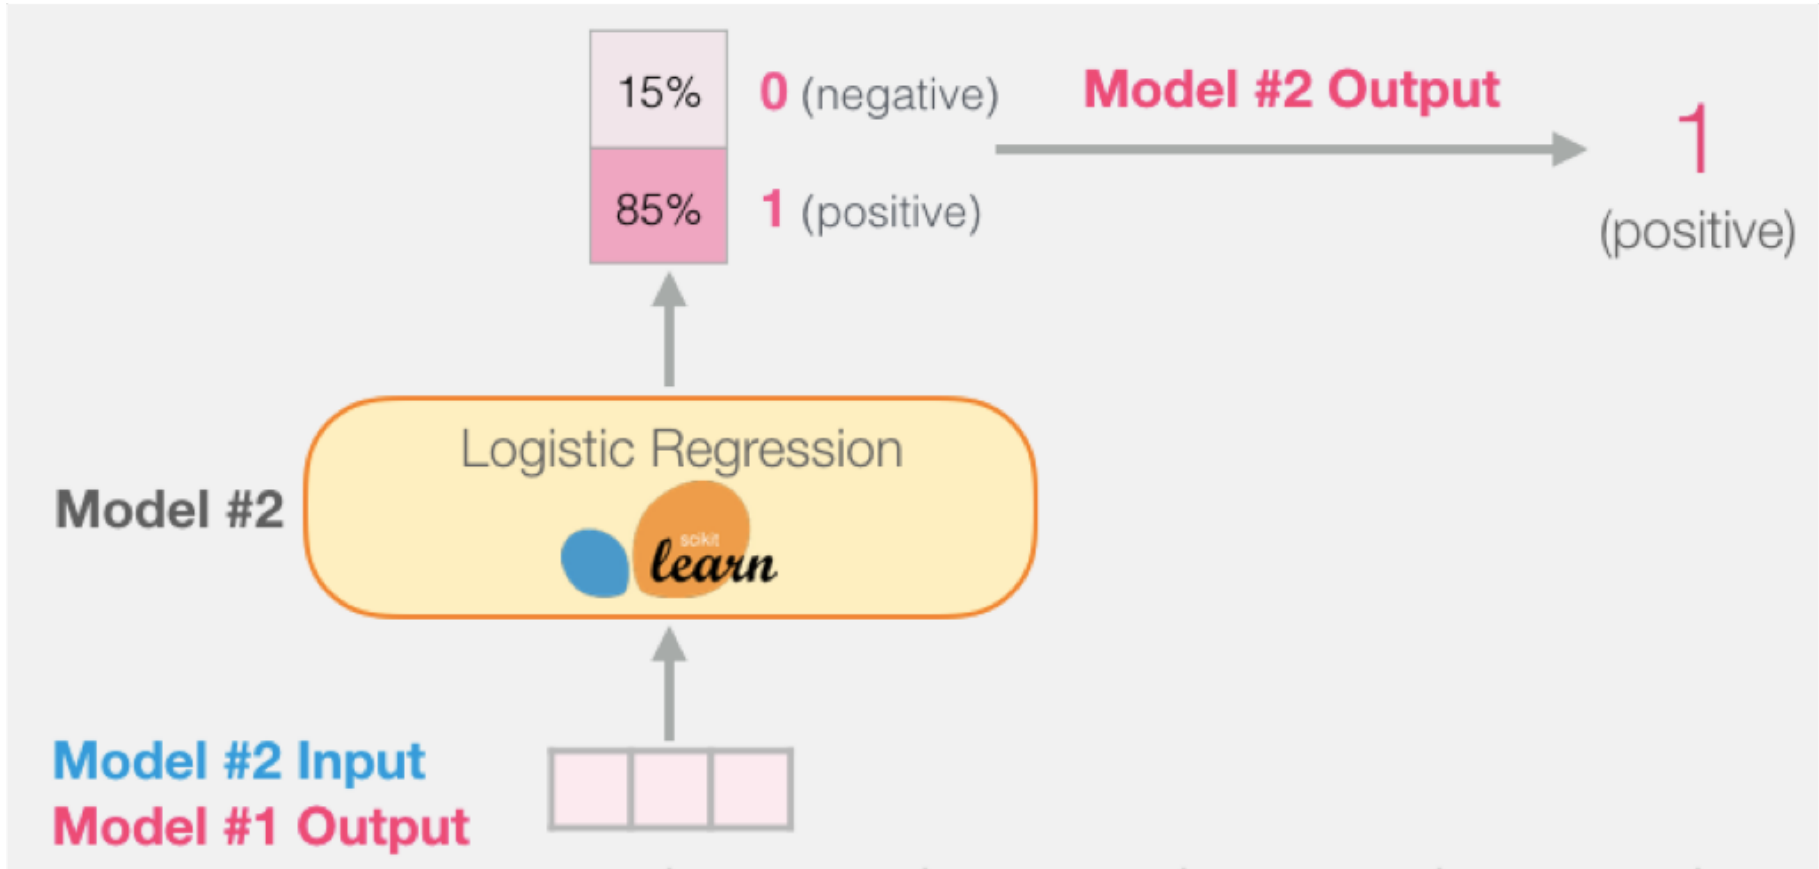 15% 0 (negative)
Model #2 Output
1
(positive)
85% 1 (positive)
Logistic Regression
Model #2
scikit
learn
Model #2 Input
Model #1 Output